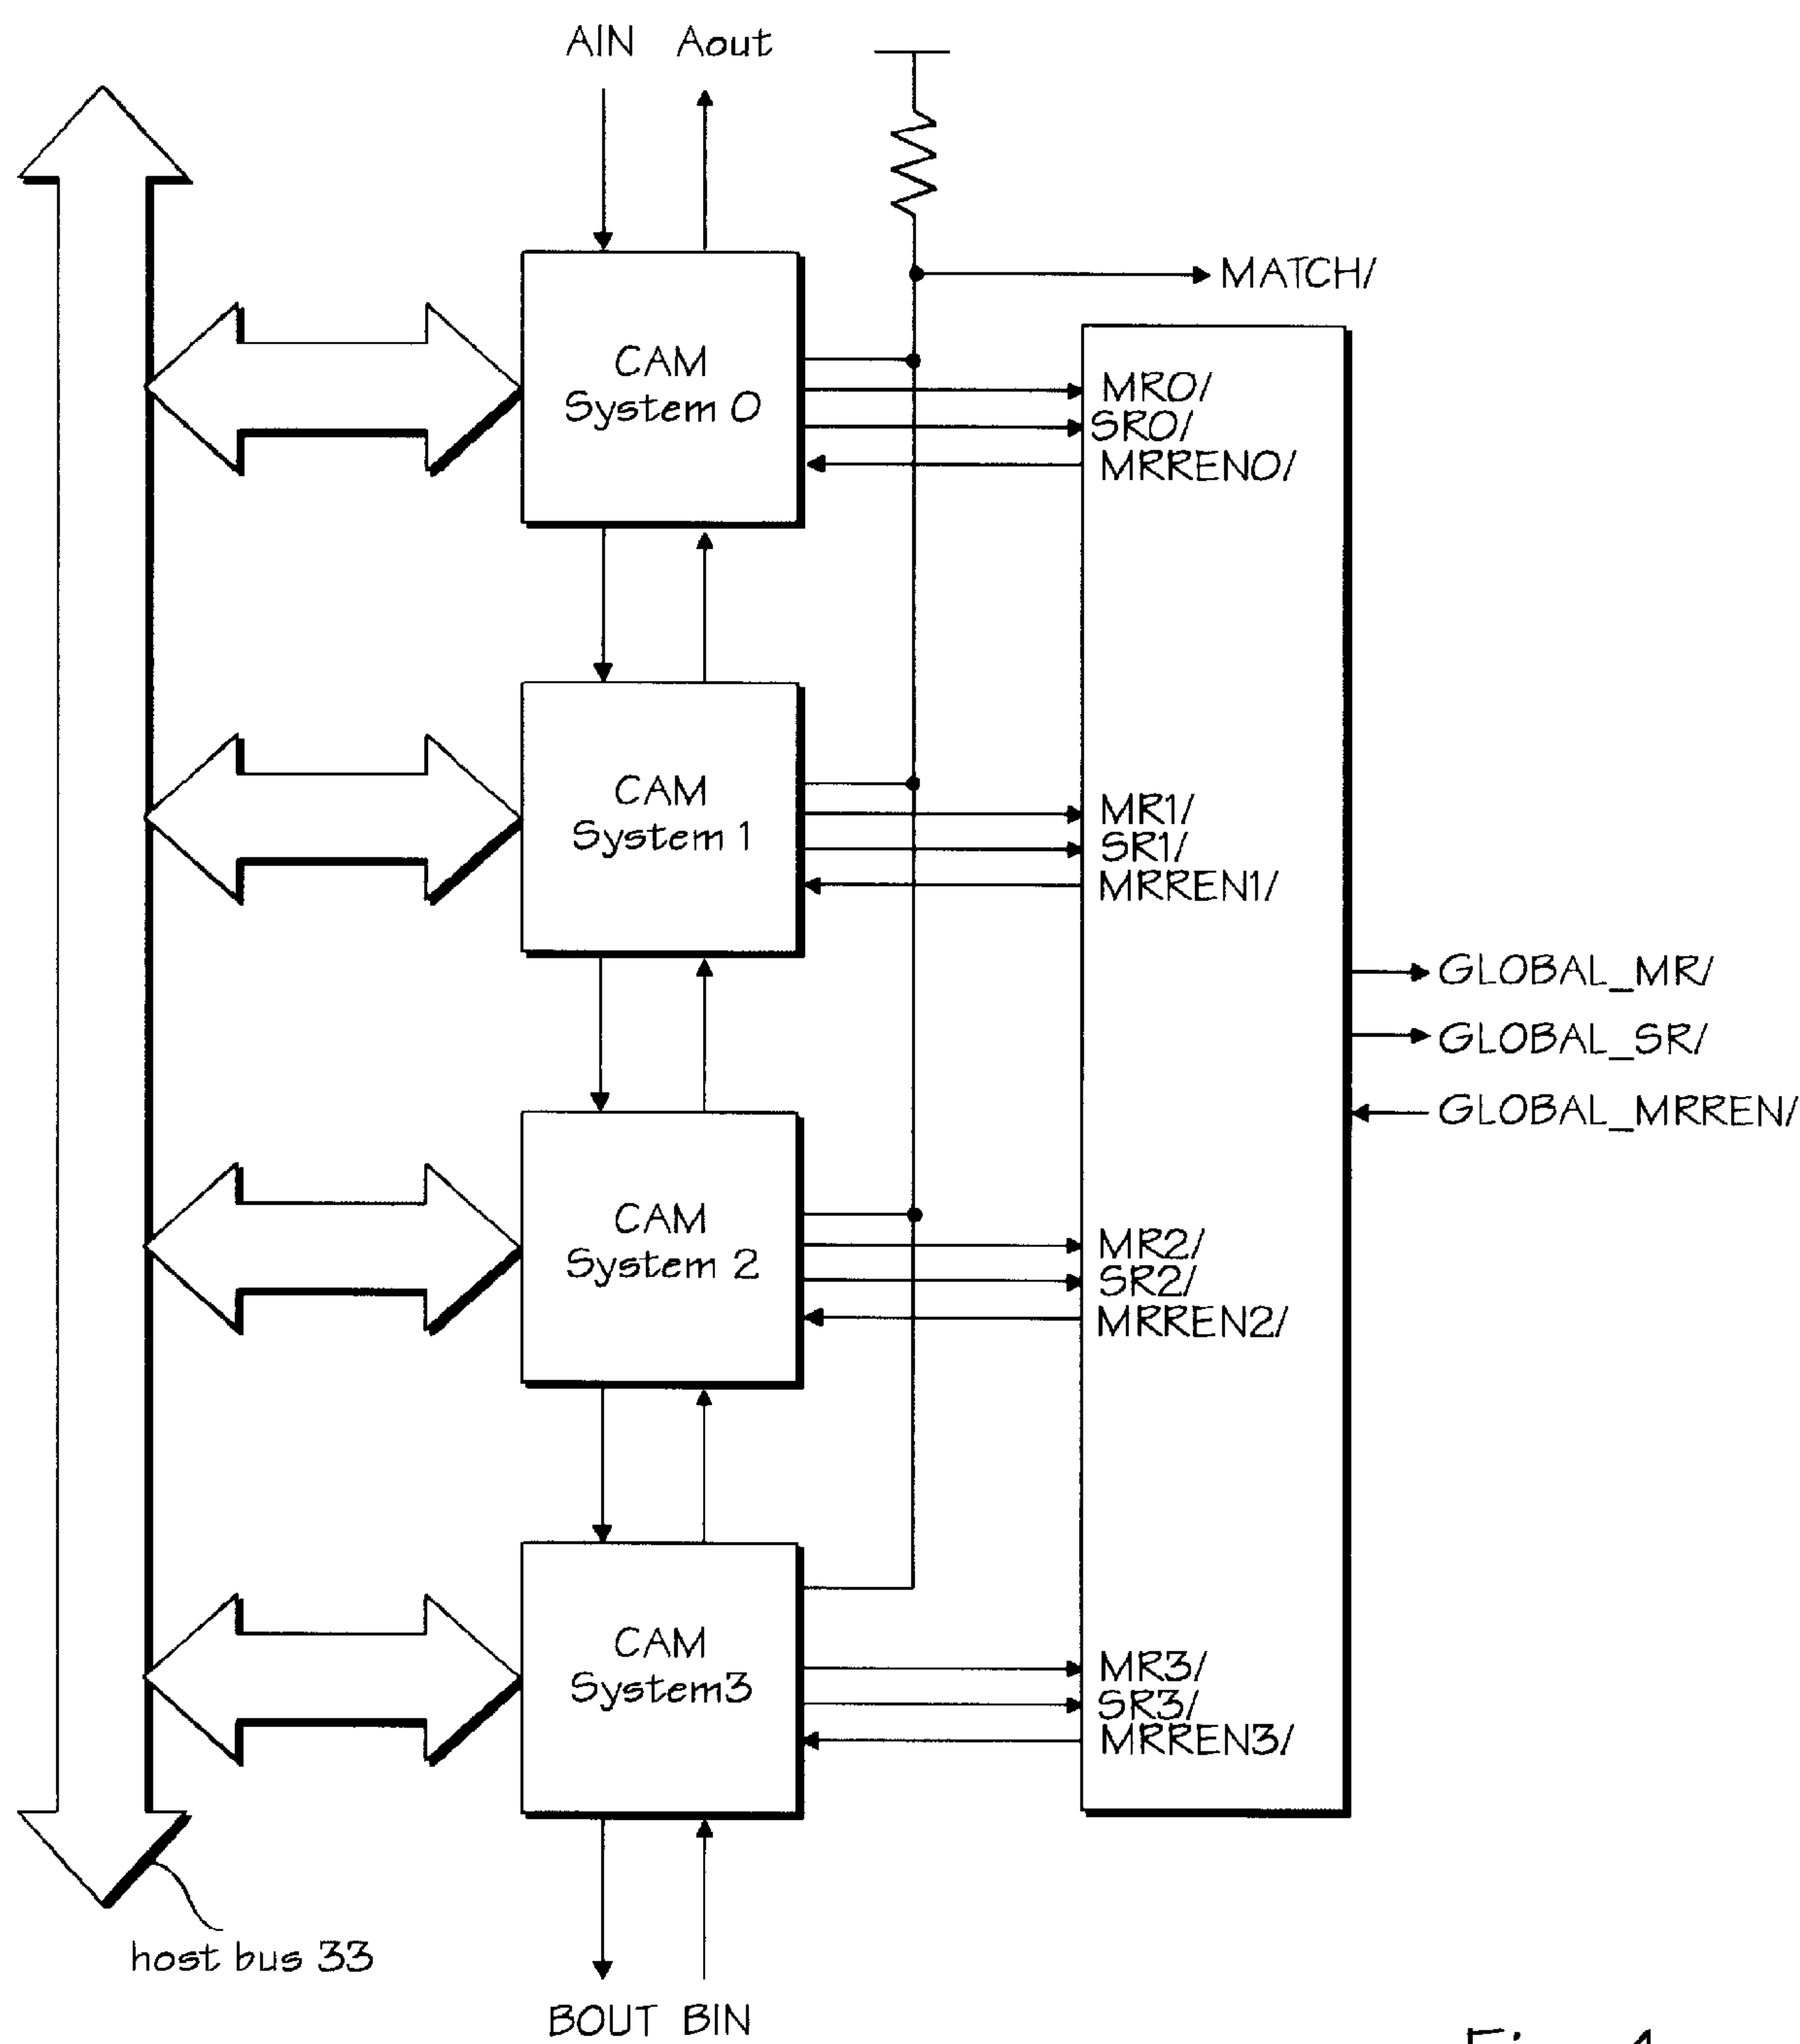 AIN Aout
MATCH/
CAM
System 0
MR0/
SR0/
MRREN0/
CAM
System 1
MR1/
SR1/
MRREN1/
GLOBAL_MR/
GLOBAL_SR/
GLOBAL_MRREN/
CAM
System 2
MR2/
SR2/
MRREN2/
CAM
System3
MR3/
SR3/
MRREN3/
host bus 33
BOUT BIN